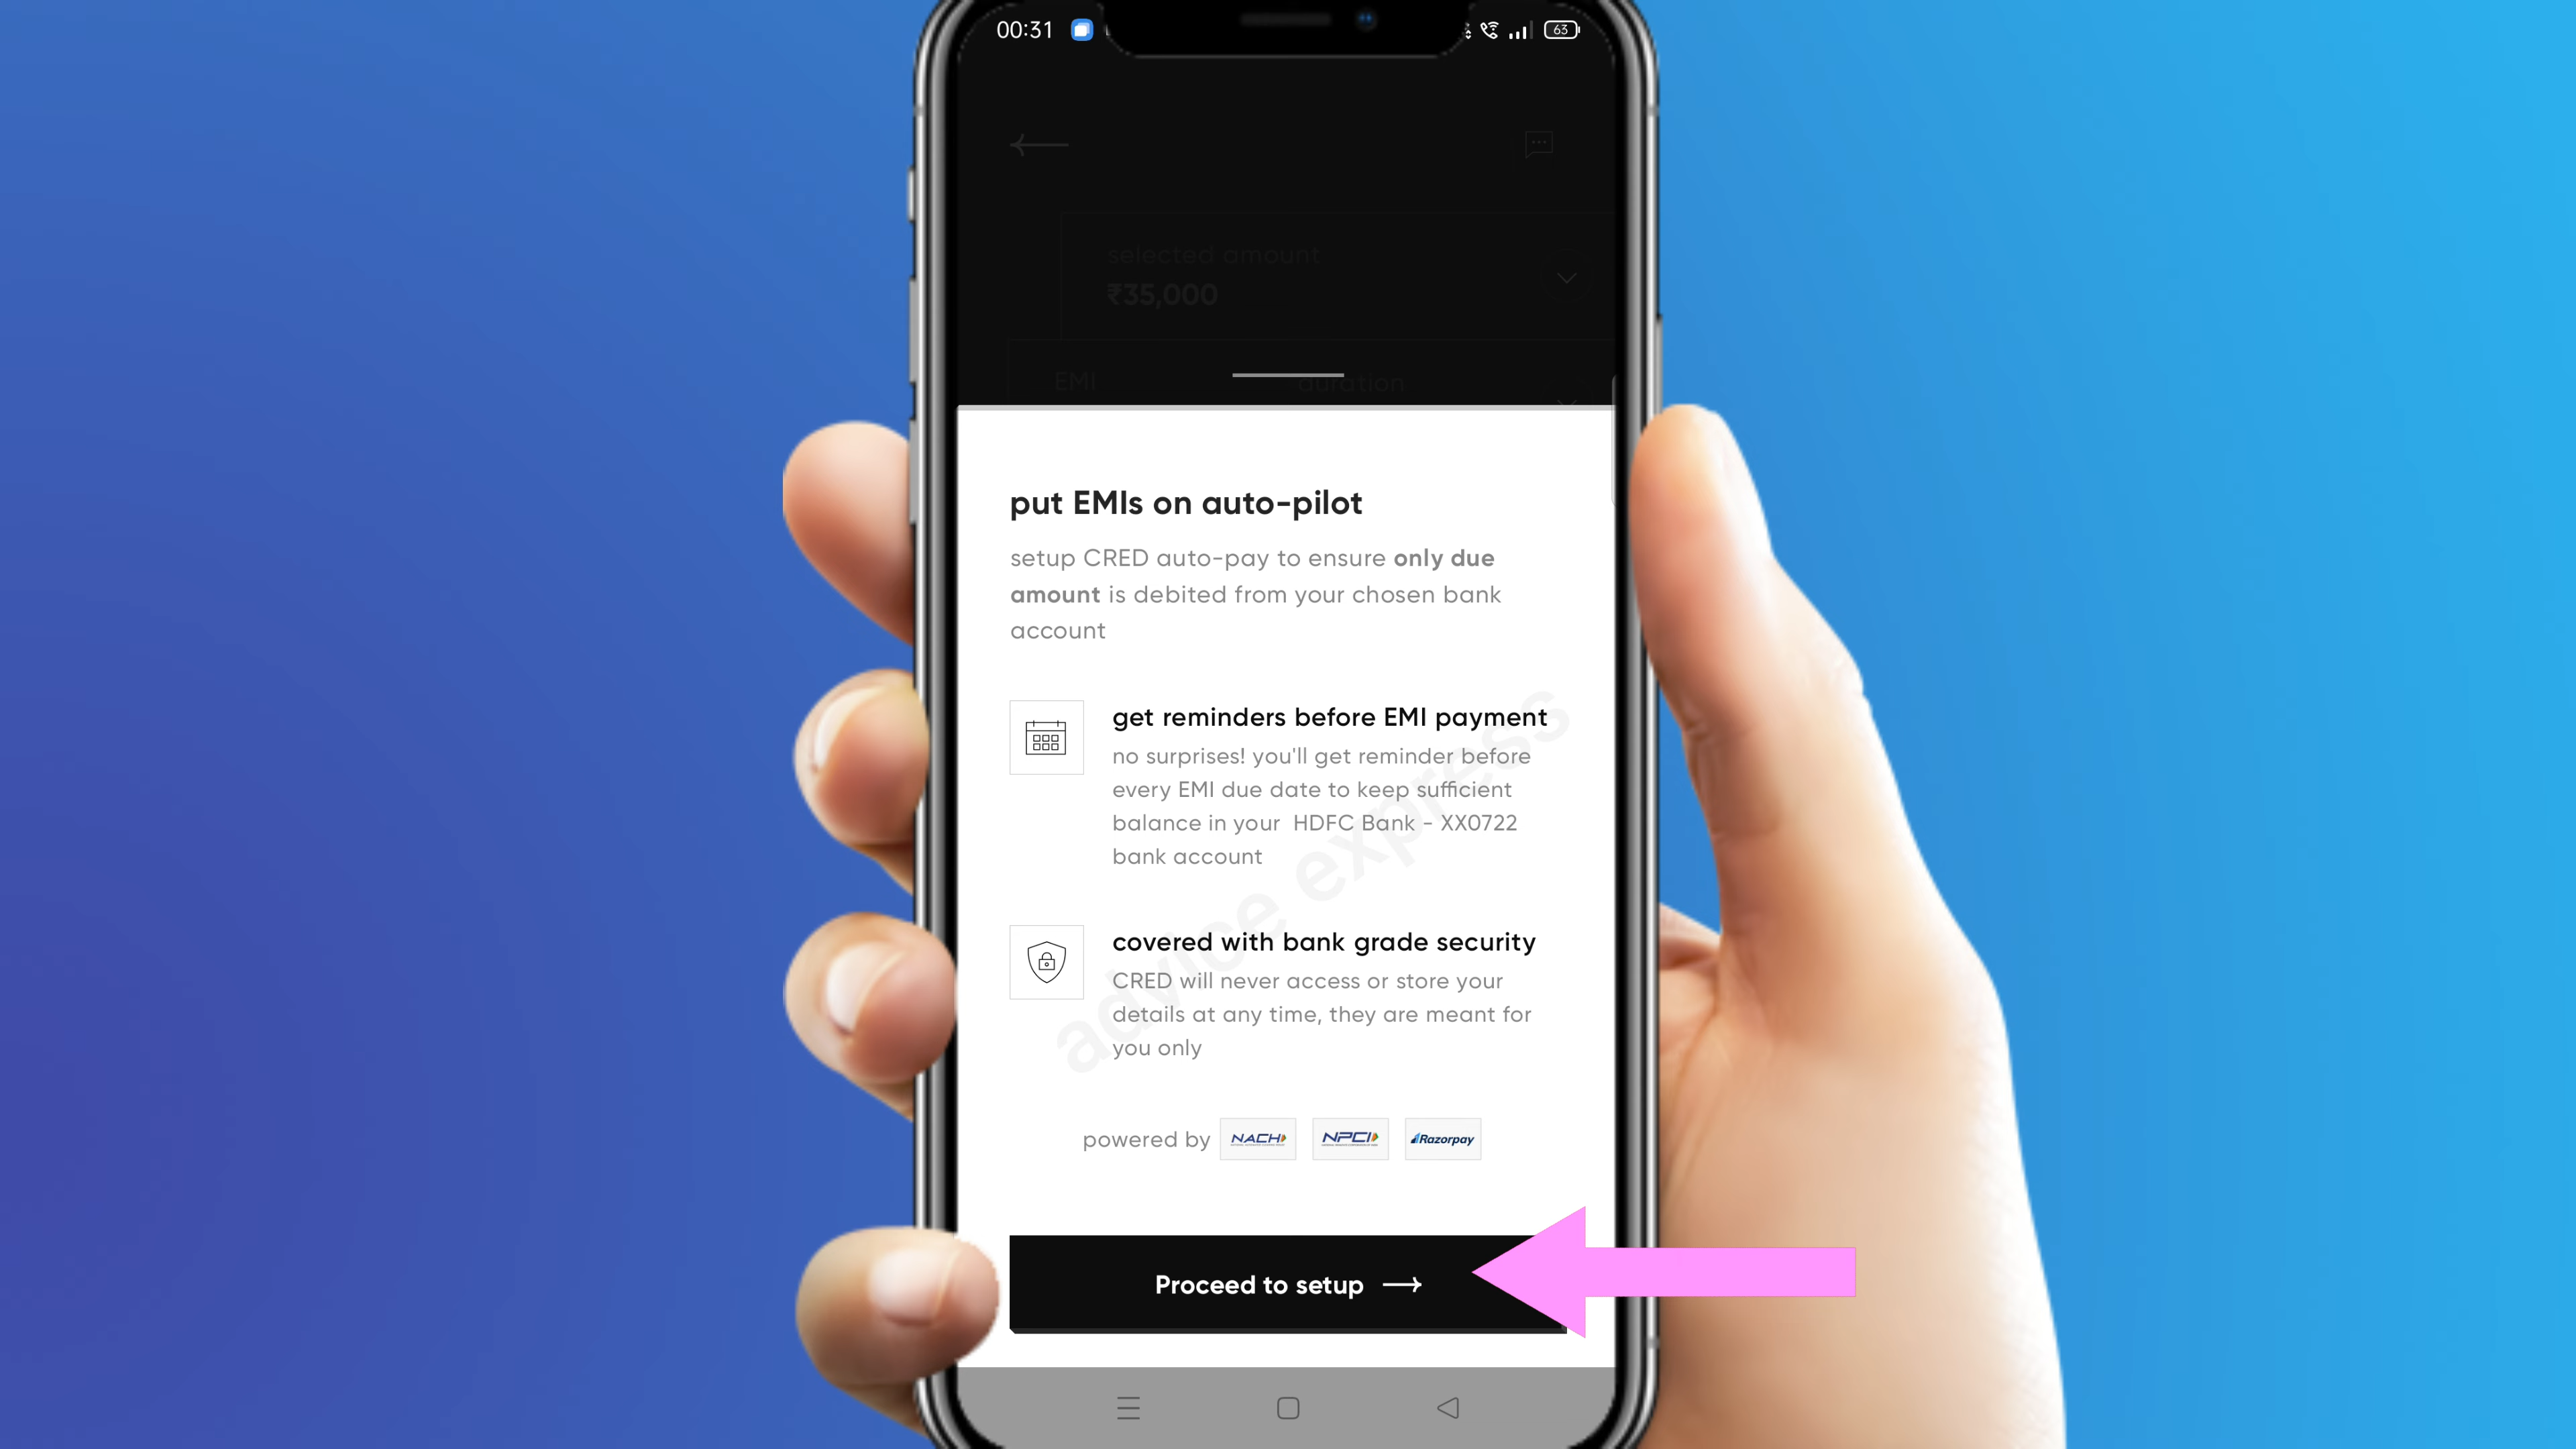 00:31
63
selected amount
₹35,000
EMI duration
put EMIs on auto-pilot
setup CRED auto-pay to ensure only due
amount is debited from your chosen bank
account
get reminders before EMI payment
no surprises! you'll get reminder before
every EMI due date to keep sufficient
balance in your HDFC Bank - XX0722
bank account
covered with bank grade security
CRED will never access or store your
details at any time, they are meant for
you only
advice express
powered by NACH NPCI Razorpay
Proceed to setup